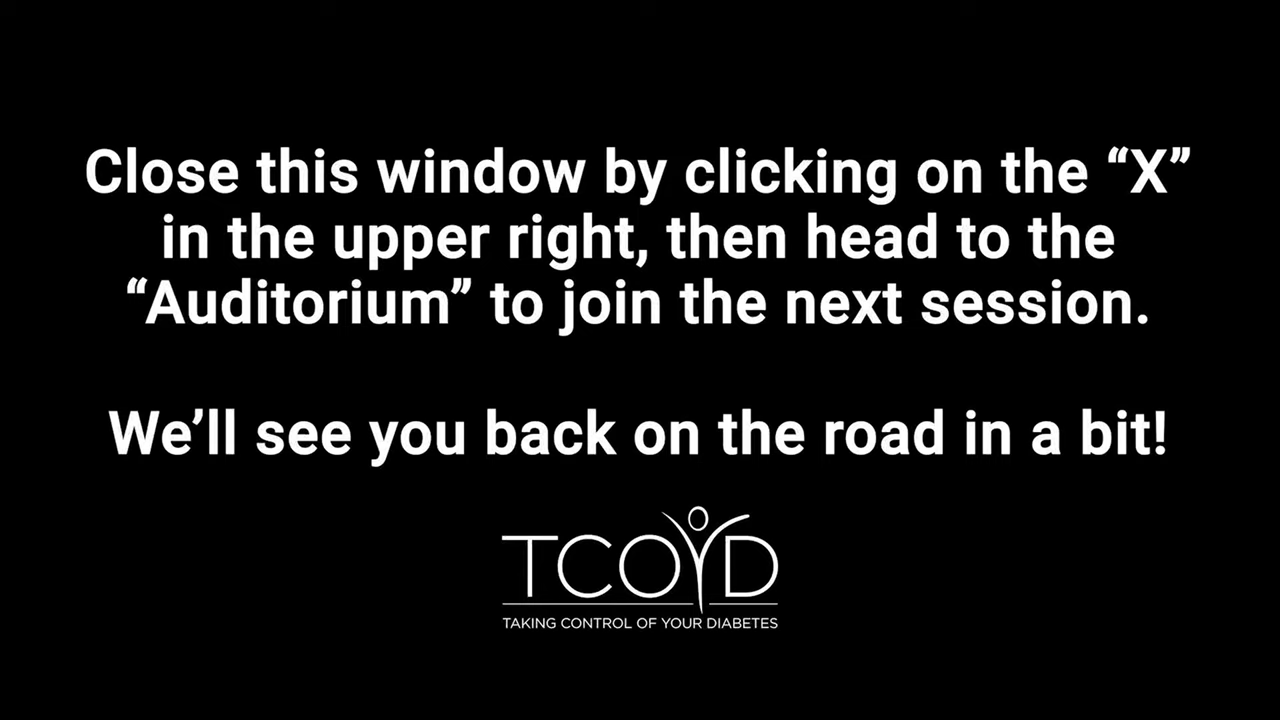 Close this window by clicking on the “X”
in the upper right, then head to the
“Auditorium” to join the next session.
We’ll see you back on the road in a bit!
TCOYD
TAKING CONTROL OF YOUR DIABETES